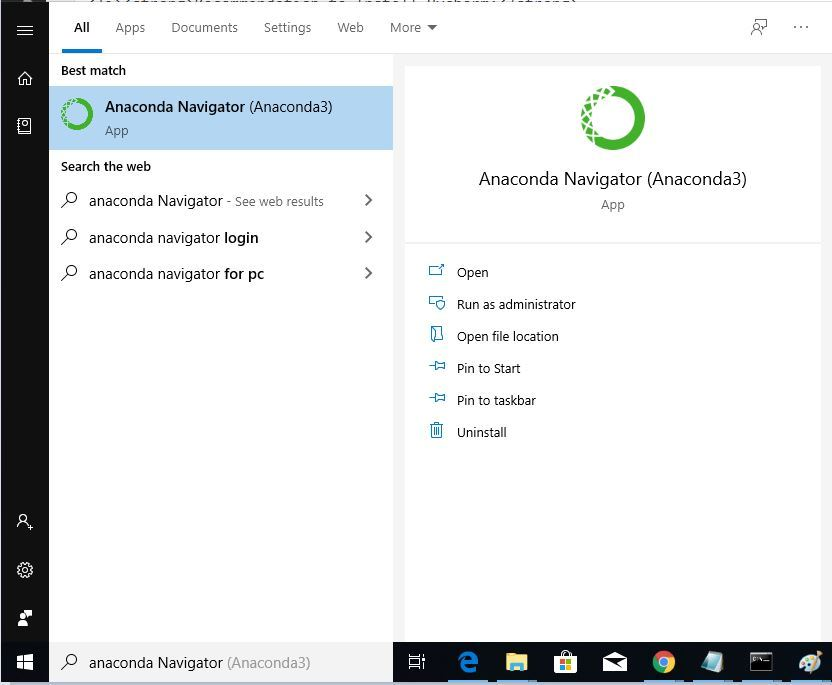 All Apps Documents Settings Web More
Best match
Anaconda Navigator (Anaconda3)
App
Search the web
anaconda Navigator - See web results
anaconda navigator login
anaconda navigator for pc
Anaconda Navigator (Anaconda3)
App
Open
Run as administrator
Open file location
Pin to Start
Pin to taskbar
Uninstall
anaconda Navigator (Anaconda3)